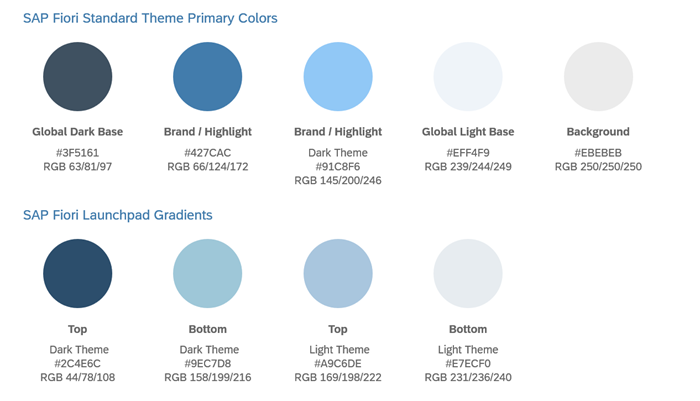 SAP Fiori Standard Theme Primary Colors
Global Dark Base
#3F5161
RGB 63/81/97
Brand / Highlight
#427CAC
RGB 66/124/172
Brand / Highlight
Dark Theme
#91C8F6
RGB 145/200/246
Global Light Base
#EFF4F9
RGB 239/244/249
Background
#EBEBEB
RGB 250/250/250
SAP Fiori Launchpad Gradients
Top
Dark Theme
#2C4E6C
RGB 44/78/108
Bottom
Dark Theme
#9EC7D8
RGB 158/199/216
Top
Light Theme
#A9C6DE
RGB 169/198/222
Bottom
Light Theme
#E7ECF0
RGB 231/236/240